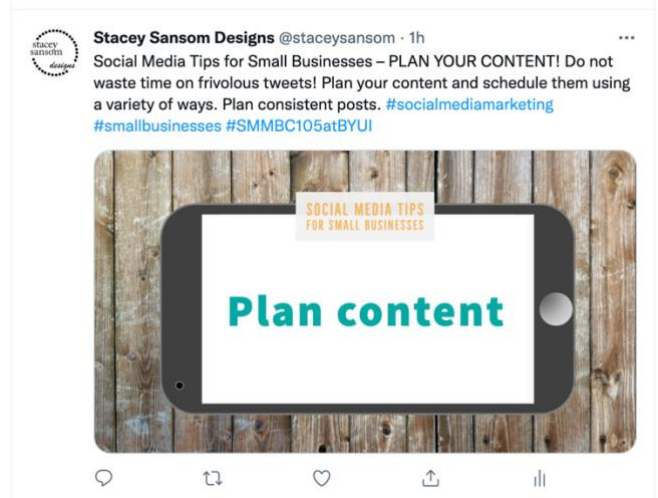 stacey
sansom
designs
Stacey Sansom Designs @staceysansom · 1h
Social Media Tips for Small Businesses – PLAN YOUR CONTENT! Do not
waste time on frivolous tweets! Plan your content and schedule them using
a variety of ways. Plan consistent posts. #socialmediamarketing
#smallbusinesses #SMMBC105atBYUI
SOCIAL MEDIA TIPS
FOR SMALL BUSINESSES
Plan content